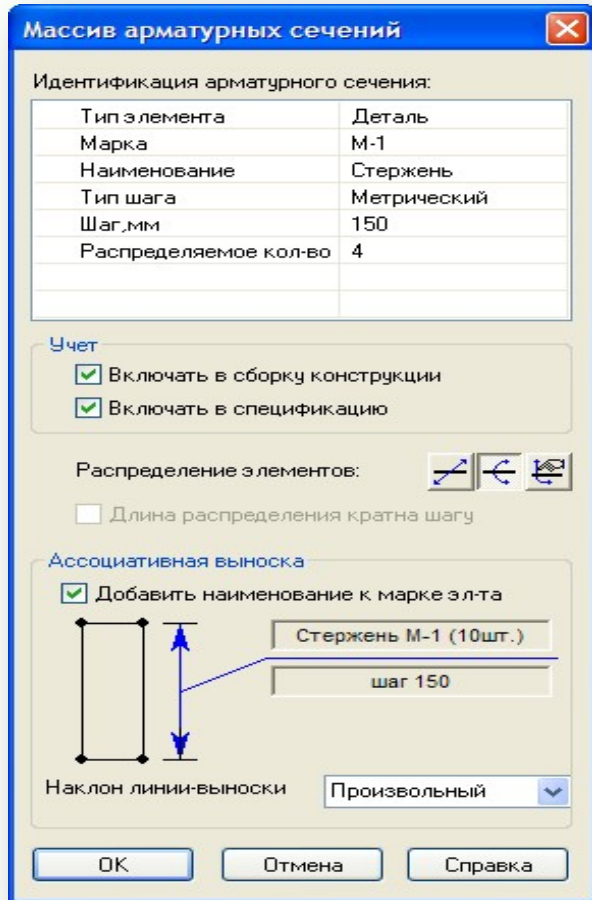 Массив арматурных сечений
Идентификация арматурного сечения:
Тип элемента Деталь
Марка М-1
Наименование Стержень
Тип шага Метрический
Шаг,мм 150
Распределяемое кол-во 4
Учет
Включать в сборку конструкции
Включать в спецификацию
Распределение элементов:
Длина распределения кратна шагу
Ассоциативная выноска
Добавить наименование к марке эл-та
Стержень М-1 (10шт.)
шаг 150
Наклон линии-выноски Произвольный
ОК Отмена Справка